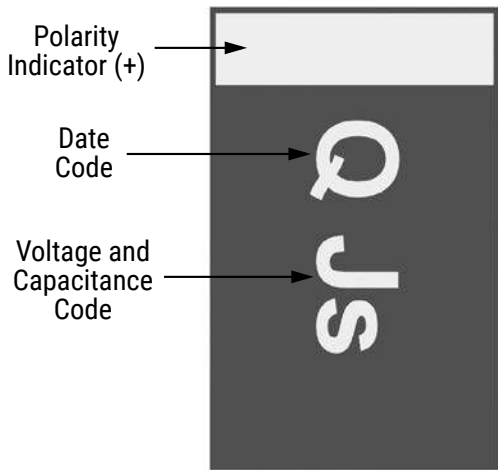 Polarity
Indicator (+)
Date
Code
Voltage and
Capacitance
Code
Q Js